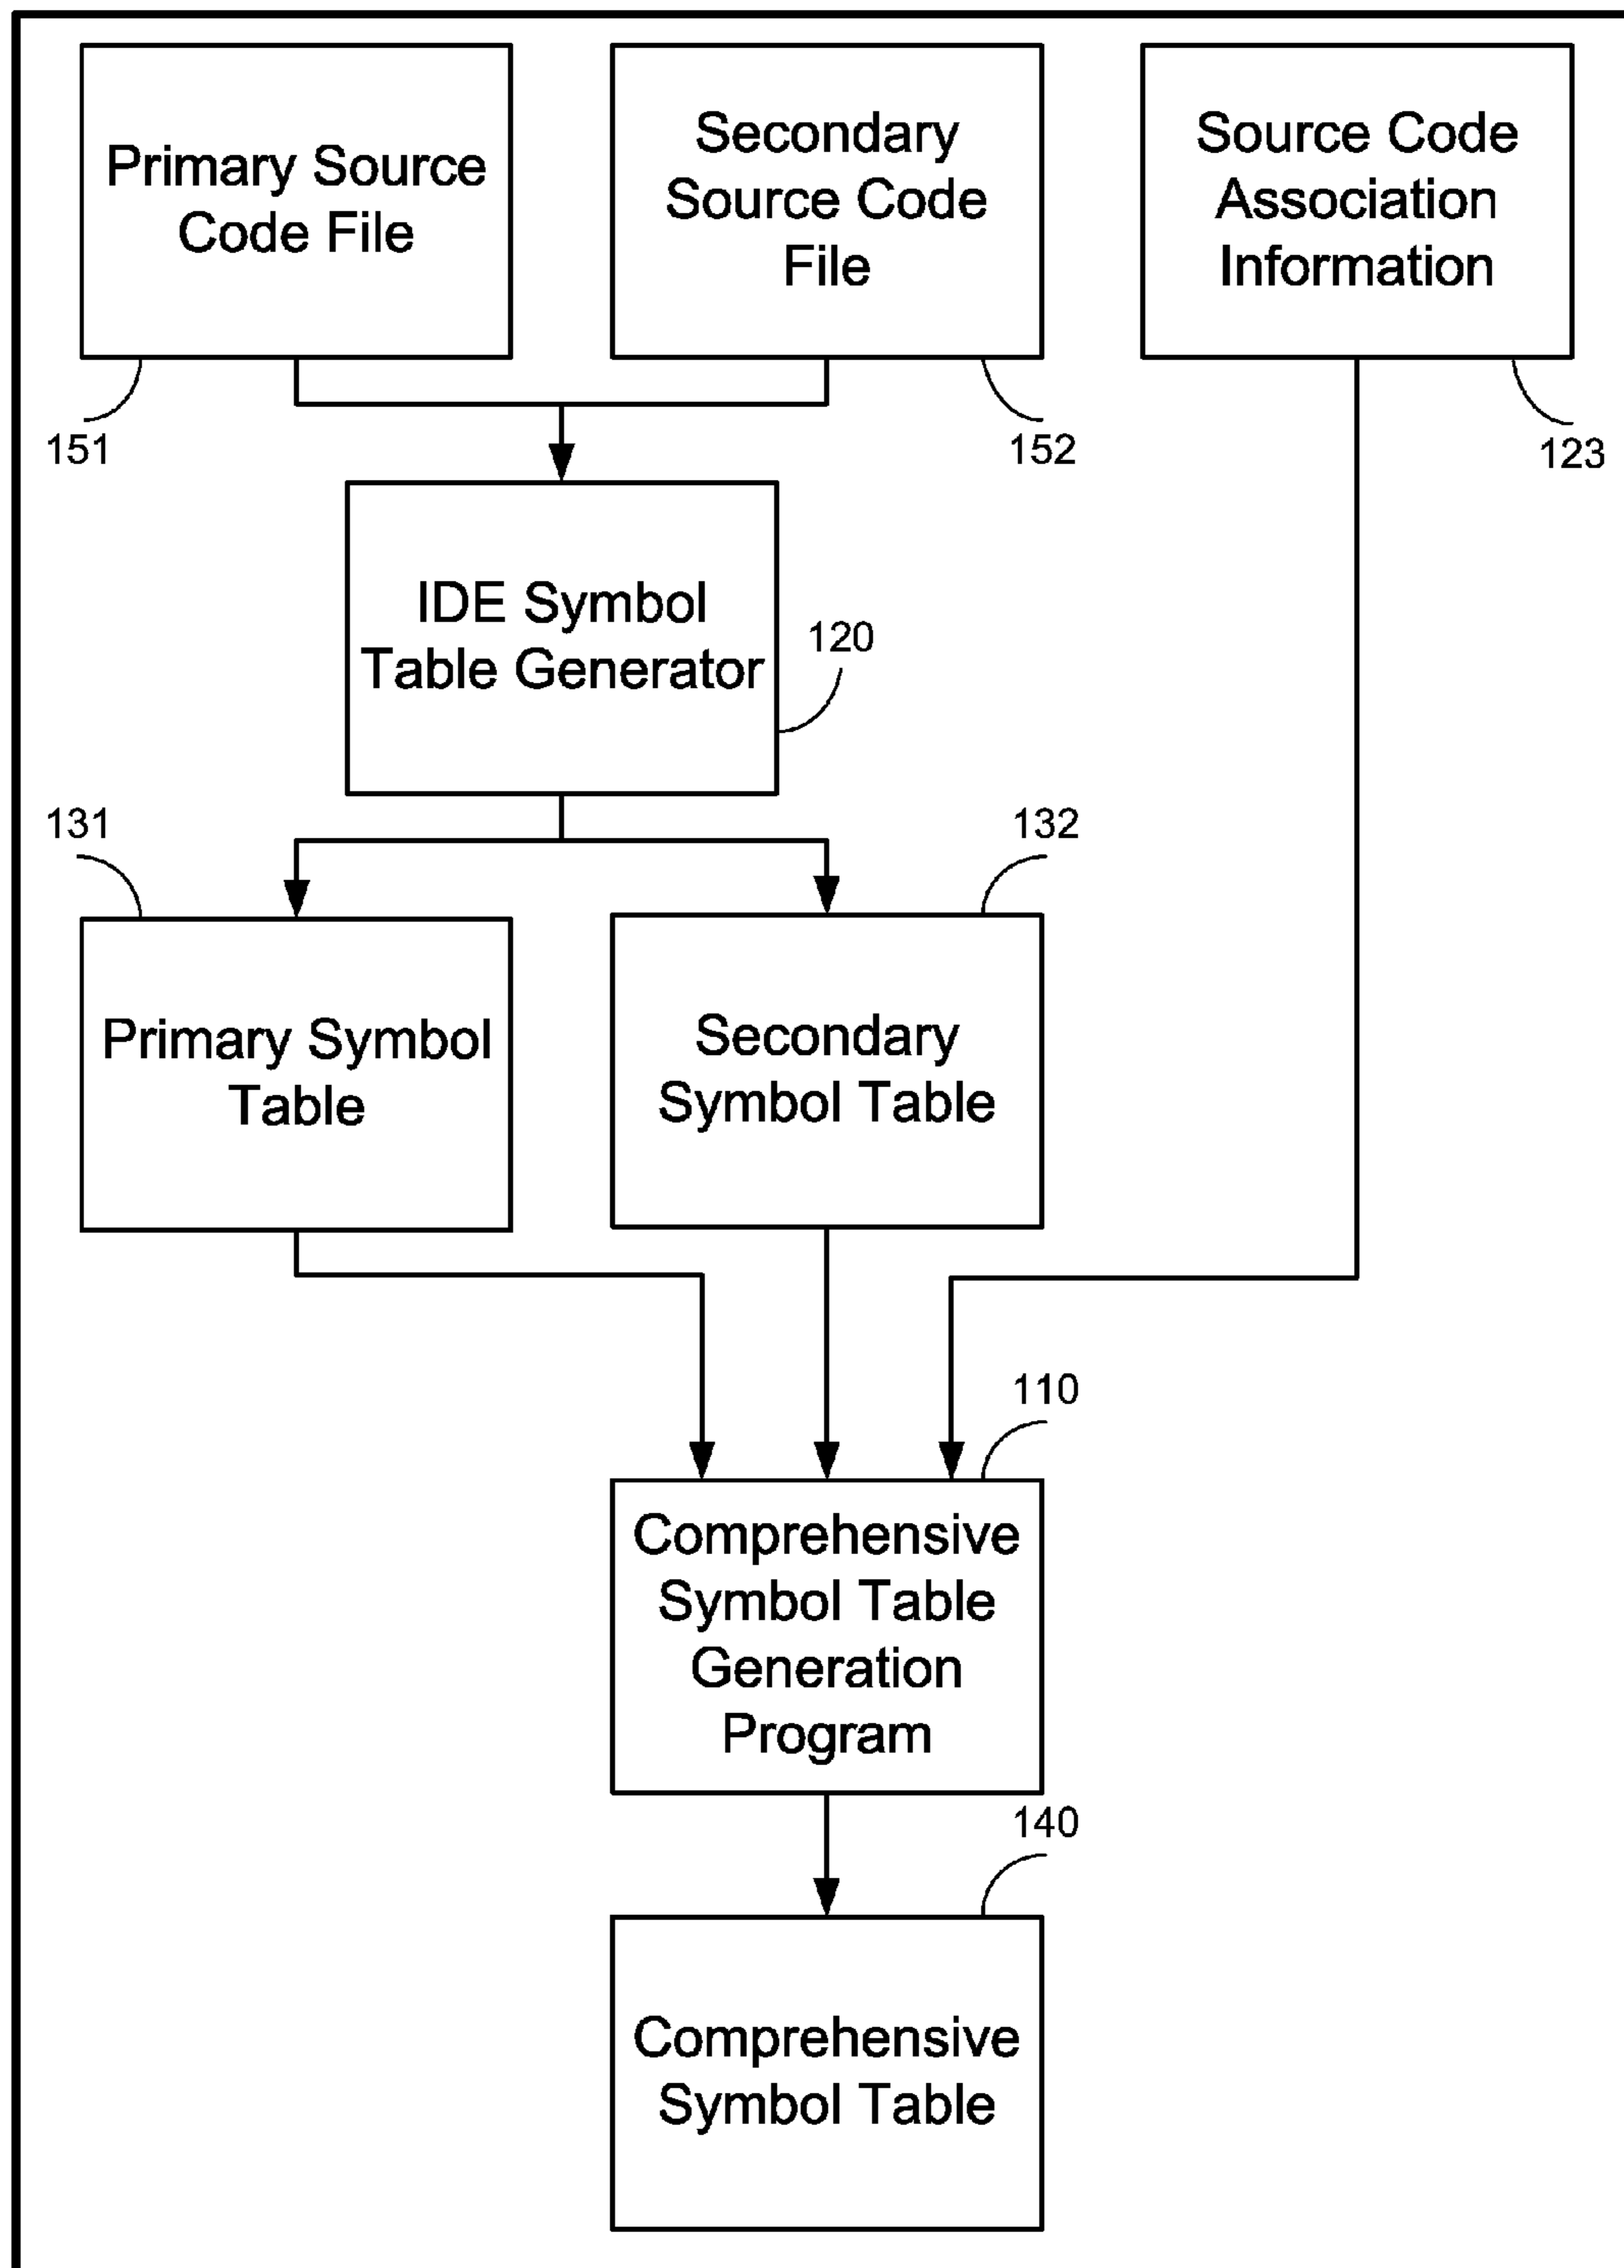 Primary Source
Code File
Secondary
Source Code
File
Source Code
Association
Information
151
152
123
IDE Symbol
Table Generator
120
131
132
Primary Symbol
Table
Secondary
Symbol Table
110
Comprehensive
Symbol Table
Generation
Program
140
Comprehensive
Symbol Table